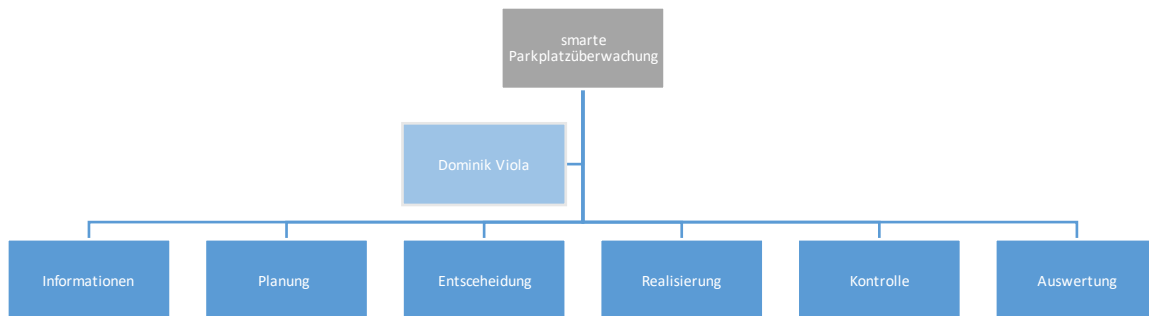 smarte
Parkplatzüberwachung
Dominik Viola
Informationen
Planung
Entsceheidung
Realisierung
Kontrolle
Auswertung